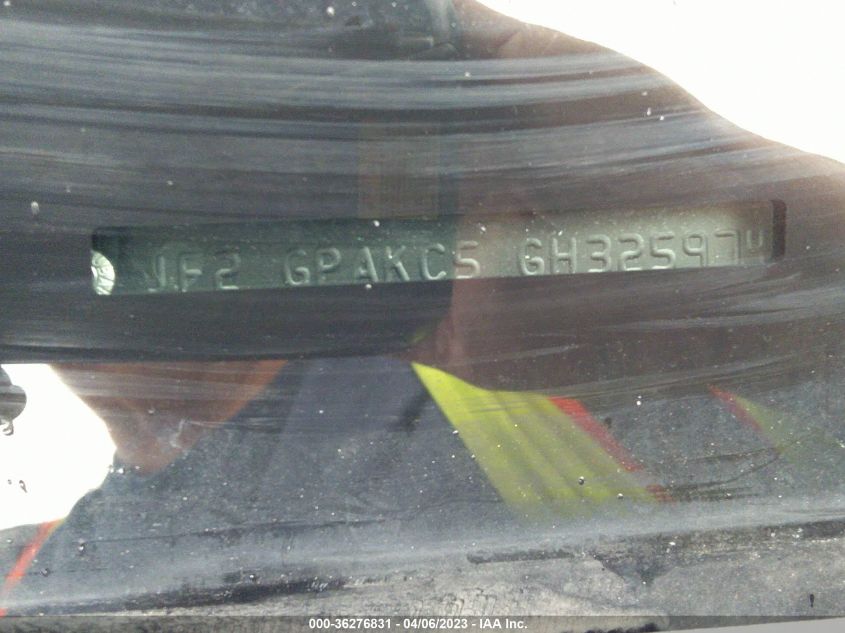 JF2 GPAKC5 GH325974
000-36276831 - 04/06/2023 - IAA Inc.